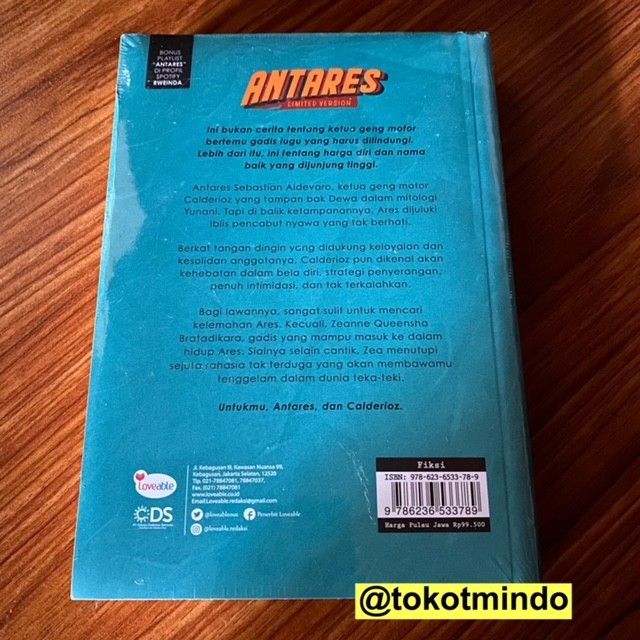 BONUS
PLAYLIST
"ANTARES"
DI PROFIL
SPOTIFY
RWEINDA
ANTARES
LIMITED VERSION
Ini bukan cerita tentang ketua geng motor
bertemu gadis lugu yang harus dilindungi.
Lebih dari itu, ini tentang harga diri dan nama
baik yang dijunjung tinggi.
Antares Sebastian Aldevaro, ketua geng motor
Calderioz yang tampan bak Dewa dalam mitologi
Yunani. Tapi di balik ketampanannya, Ares dijuluki
Iblis pencabut nyawa yang tak berhati.
Berkat tangan dingin yang didukung keloyalan dan
kesolidan anggotanya, Calderioz pun dikenal akan
kehebatan dalam bela diri, strategi penyerangan,
penuh intimidasi, dan tak terkalahkan.
Bagi lawannya, sangat sulit untuk mencari
kelemahan Ares. Kecuali, Zeanne Queensha
Bratadikara, gadis yang mampu masuk ke dalam
hidup Ares. Sialnya selain cantik, Zea menutupi
sejuta rahasia tak terduga yang akan membawamu
tenggelam dalam dunia teka-teki.
Untukmu, Antares, dan Calderioz.
Loveable
DS
Jl. Kebagusan III, Kawasan Nuansa 99,
Kebagusan, Jakarta Selatan, 12520
Tlp. 021-78847081, 78847037,
Fax. (021) 78847081
www.loveable.co.id
Email:Loveable.redaksi@gmail.com
@loveableous Penerbit Loveable
@loveable.redaksi
Fiksi
ISBN: 978-623-6533-78-9
9 786236 533789
Harga Pulau Jawa Rp99.500
@tokotmindo